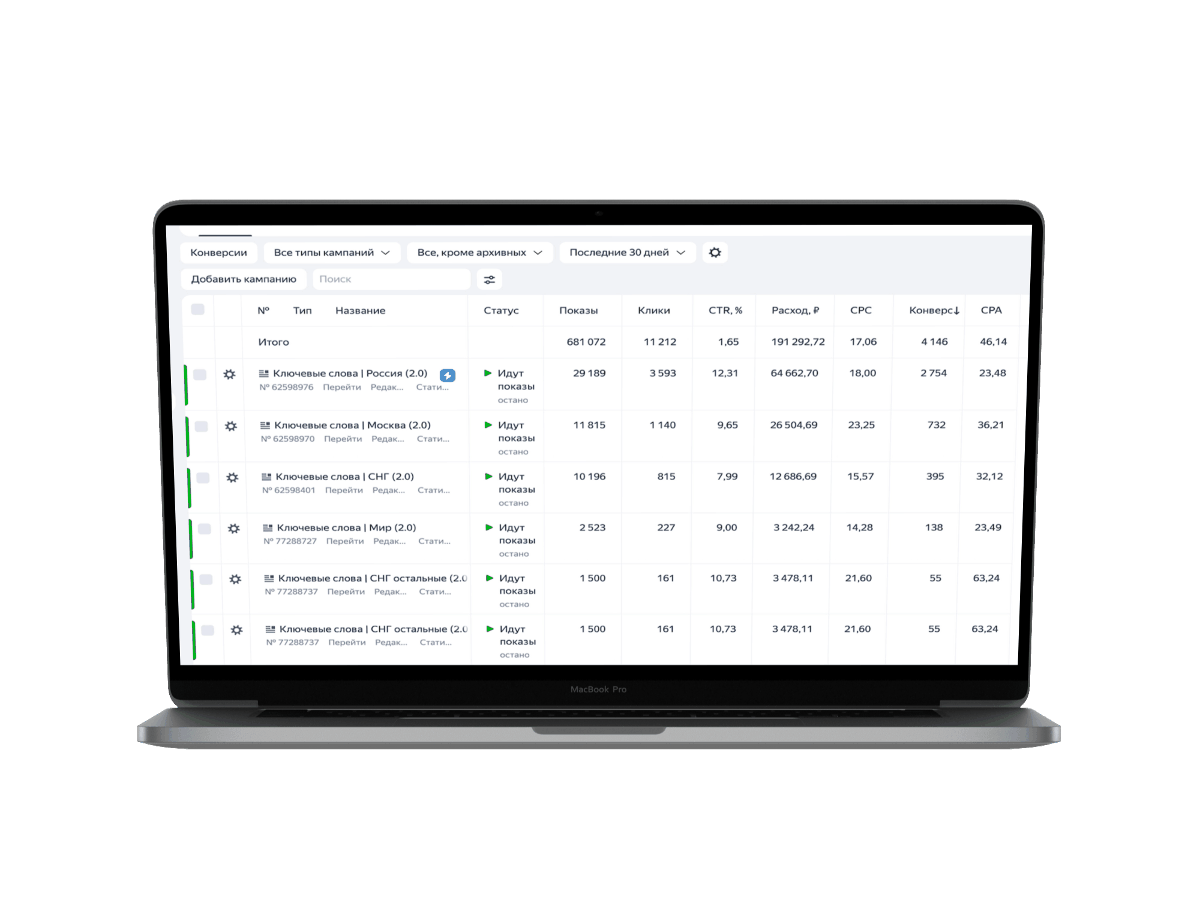 Конверсии Все типы кампаний Все, кроме архивных Последние 30 дней
Добавить кампанию Поиск
№ Тип Название Статус Показы Клики CTR, % Расход, ₽ CPC Конверс↓ CPA
Итого 681 072 11 212 1,65 191 292,72 17,06 4 146 46,14
Ключевые слова | Россия (2.0) Идут 29 189 3 593 12,31 64 662,70 18,00 2 754 23,48
№ 62598976 Перейти Редак... Стати... показы
остано
Ключевые слова | Москва (2.0) Идут 11 815 1 140 9,65 26 504,69 23,25 732 36,21
№ 62598970 Перейти Редак... Стати... показы
остано
Ключевые слова | СНГ (2.0) Идут 10 196 815 7,99 12 686,69 15,57 395 32,12
№ 62598401 Перейти Редак... Стати... показы
остано
Ключевые слова | Мир (2.0) Идут 2 523 227 9,00 3 242,24 14,28 138 23,49
№ 77288727 Перейти Редак... Стати... показы
остано
Ключевые слова | СНГ остальные (2.0 Идут 1 500 161 10,73 3 478,11 21,60 55 63,24
№ 77288737 Перейти Редак... Стати... показы
остано
Ключевые слова | СНГ остальные (2.0 Идут 1 500 161 10,73 3 478,11 21,60 55 63,24
№ 77288737 Перейти Редак... Стати... показы
остано
MacBook Pro